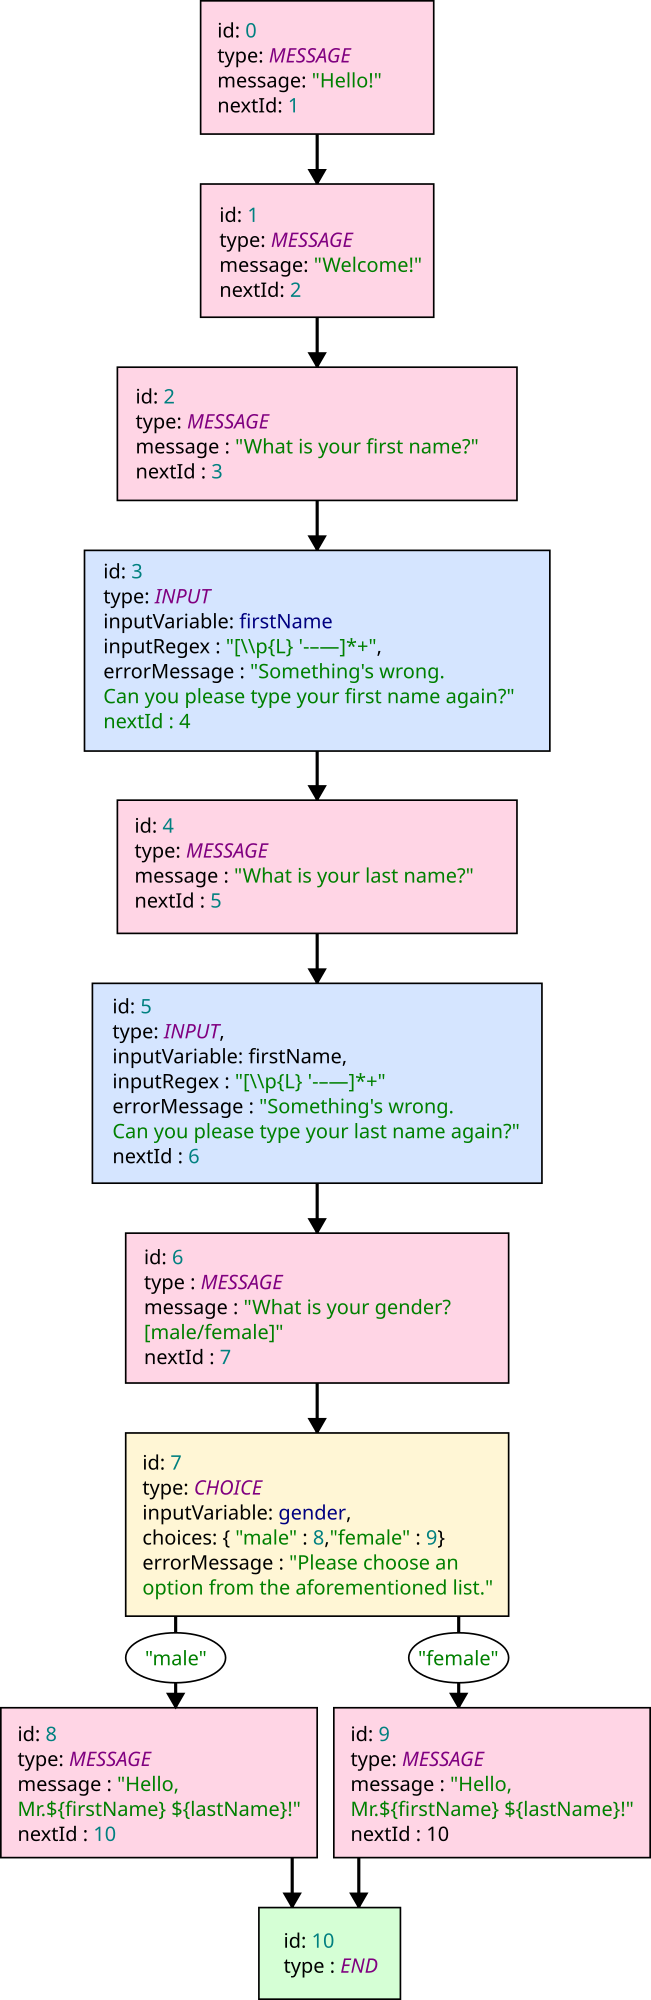 id: 0
type: MESSAGE
message: "Hello!"
nextId: 1
id: 1
type: MESSAGE
message: "Welcome!"
nextId: 2
id: 2
type: MESSAGE
message : "What is your first name?"
nextId : 3
id: 3
type: INPUT
inputVariable: firstName
inputRegex : "[\\p{L} '-–—]*+",
errorMessage : "Something's wrong.
Can you please type your first name again?"
nextId : 4
id: 4
type: MESSAGE
message : "What is your last name?"
nextId : 5
id: 5
type: INPUT,
inputVariable: firstName,
inputRegex : "[\\p{L} '-–—]*+"
errorMessage : "Something's wrong.
Can you please type your last name again?"
nextId : 6
id: 6
type : MESSAGE
message : "What is your gender?
[male/female]"
nextId : 7
id: 7
type: CHOICE
inputVariable: gender,
choices: { "male" : 8,"female" : 9}
errorMessage : "Please choose an
option from the aforementioned list."
"male"
"female"
id: 8
type: MESSAGE
message : "Hello,
Mr.${firstName} ${lastName}!"
nextId : 10
id: 9
type: MESSAGE
message : "Hello,
Mr.${firstName} ${lastName}!"
nextId : 10
id: 10
type : END